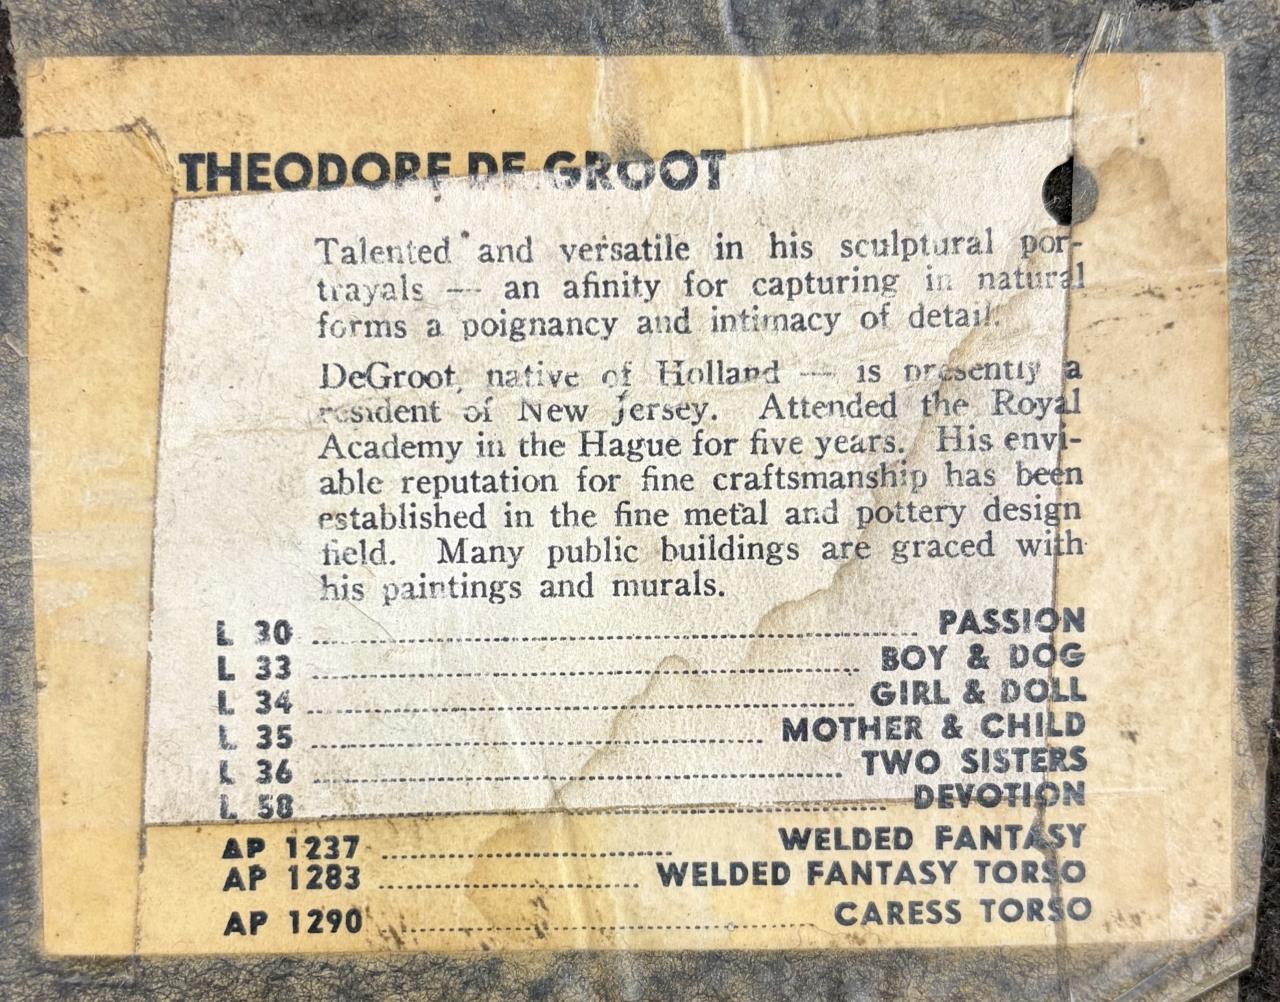 THEODORE DE GROOT
Talented and versatile in his sculptural por-
trayals — an afinity for capturing in natural
forms a poignancy and intimacy of detail.
DeGroot, native of Holland — is presently a
resident of New Jersey. Attended the Royal
Academy in the Hague for five years. His envi-
able reputation for fine craftsmanship has been
established in the fine metal and pottery design
field. Many public buildings are graced with
his paintings and murals.
L 30 ........ PASSION
L 33 ........ BOY & DOG
L 34 ........ GIRL & DOLL
L 35 ........ MOTHER & CHILD
L 36 ........ TWO SISTERS
L 58 ........ DEVOTION
AP 1237 ........ WELDED FANTASY
AP 1283 ........ WELDED FANTASY TORSO
AP 1290 ........ CARESS TORSO